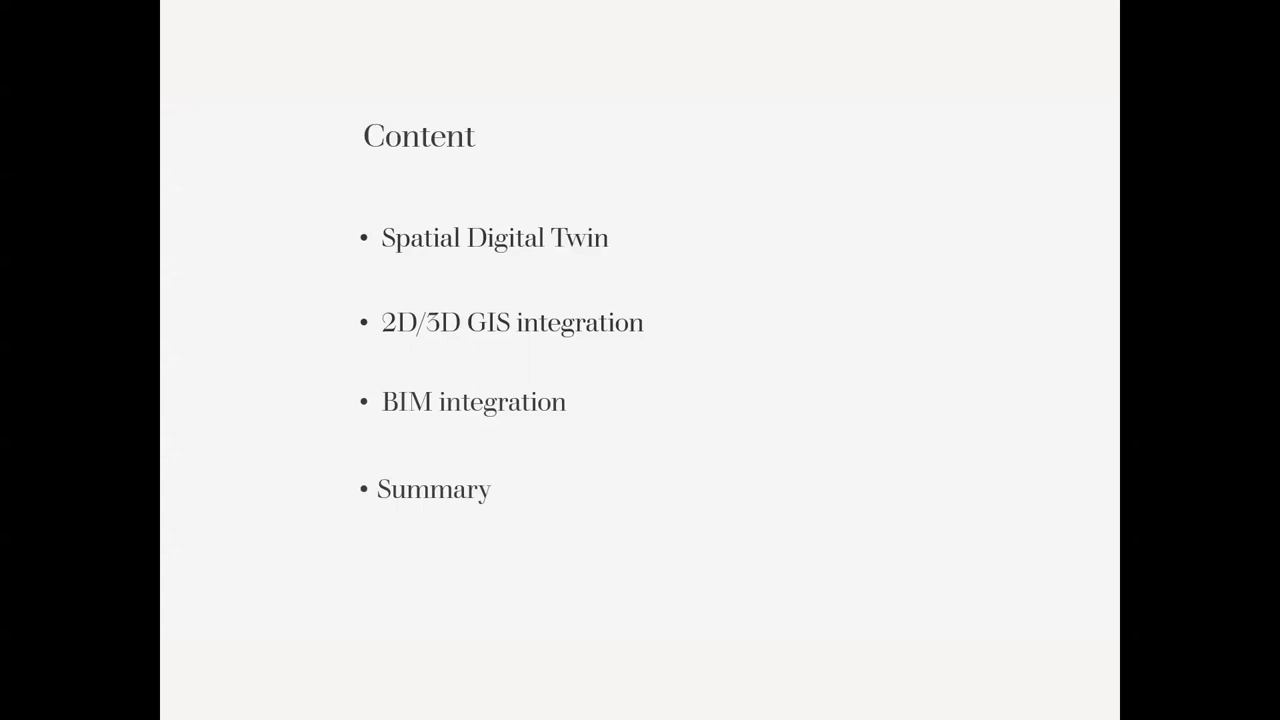 Content
• Spatial Digital Twin
• 2D/3D GIS integration
• BIM integration
• Summary